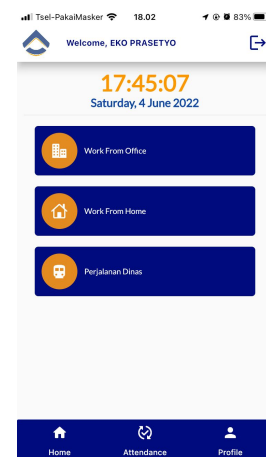 Tsel-PakaiMasker 18.02 83%
Welcome, EKO PRASETYO
17:45:07
Saturday, 4 June 2022
Work From Office
Work From Home
Perjalanan Dinas
Home Attendance Profile